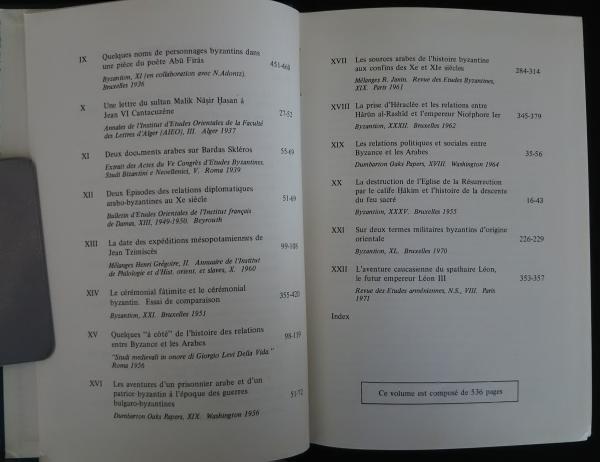 IX Quelques noms de personnages byzantins dans
une pièce du poète Abū Firās 451-460
Byzantion, XI (en collaboration avec N.Adontz).
Bruxelles 1936
X Une lettre du sultan Malik Nāṣir Ḥasan à
Jean VI Cantacuzène 27-52
Annales de l'Institut d'Etudes Orientales de la Faculté
des Lettres d'Alger (AIEO), III. Alger 1937
XI Deux documents arabes sur Bardas Skléros 55-69
Extrait des Actes du Ve Congrès d'Etudes Byzantines.
Studi Bizantini e Neoellenici, V. Roma 1939
XII Deux Episodes des relations diplomatiques
arabo-byzantines au Xe siècle 51-69
Bulletin d'Etudes Orientales de l'Institut français
de Damas, XIII, 1949-1950. Beyrouth
XIII La date des expéditions mésopotamiennes de
Jean Tzimiscès 99-108
Mélanges Henri Grégoire, II. Annuaire de l'Institut
de Philologie et d'Hist. orient. et slaves, X. 1960
XIV Le cérémonial fâtimite et le cérémonial
byzantin. Essai de comparaison 355-420
Byzantion, XXI. Bruxelles 1951
XV Quelques "à côté" de l'histoire des relations
entre Byzance et les Arabes 98-119
"Studi medievali in onore di Giorgio Levi Della Vida."
Roma 1956
XVI Les aventures d'un prisonnier arabe et d'un
patrice byzantin à l'époque des guerres
bulgaro-byzantines 51-72
Dumbarton Oaks Papers, XIX. Washington 1956
XVII Les sources arabes de l'histoire byzantine
aux confins des Xe et XIe siècles 284-314
Mélanges R. Janin. Revue des Etudes Byzantines,
XIX. Paris 1961
XVIII La prise d'Héraclée et les relations entre
Hārūn al-Rashīd et l'empereur Nicéphore Ier 345-379
Byzantion, XXXII. Bruxelles 1962
XIX Les relations politiques et sociales entre
Byzance et les Arabes 35-56
Dumbarton Oaks Papers, XVIII. Washington 1964
XX La destruction de l'Eglise de la Résurrection
par le calife Ḥākim et l'histoire de la descente
du feu sacré 16-43
Byzantion, XXXV. Bruxelles 1955
XXI Sur deux termes militaires byzantins d'origine
orientale 226-229
Byzantion, XL. Bruxelles 1970
XXII L'aventure caucasienne du spathaire Léon,
le futur empereur Léon III 353-357
Revue des Etudes arméniennes, N.S., VIII. Paris
1971
Index
Ce volume est composé de 536 pages